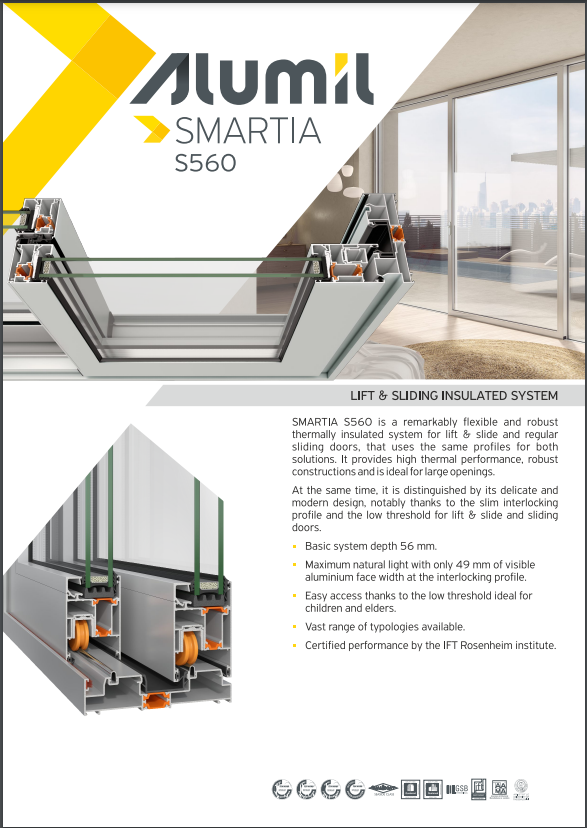 Alumil
SMARTIA
S560
LIFT & SLIDING INSULATED SYSTEM
SMARTIA S560 is a remarkably flexible and robust
thermally insulated system for lift & slide and regular
sliding doors, that uses the same profiles for both
solutions. It provides high thermal performance, robust
constructions and is ideal for large openings.
At the same time, it is distinguished by its delicate and
modern design, notably thanks to the slim interlocking
profile and the low threshold for lift & slide and sliding
doors.
Basic system depth 56 mm.
Maximum natural light with only 49 mm of visible
aluminium face width at the interlocking profile.
Easy access thanks to the low threshold ideal for
children and elders.
Vast range of typologies available.
Certified performance by the IFT Rosenheim institute.
GSB